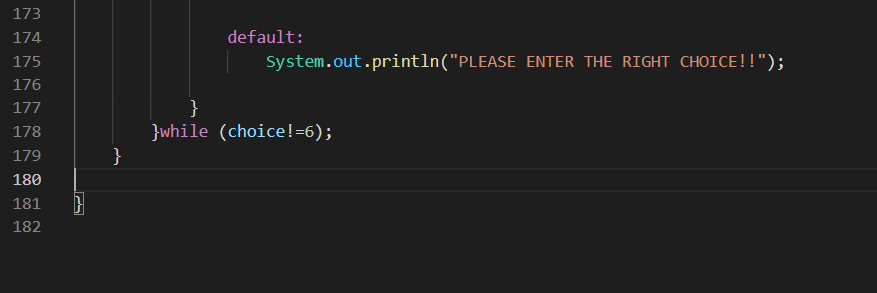 173
174 default:
175 System.out.println("PLEASE ENTER THE RIGHT CHOICE!!");
176
177 }
178 }while (choice!=6);
179 }
180
181 }
182